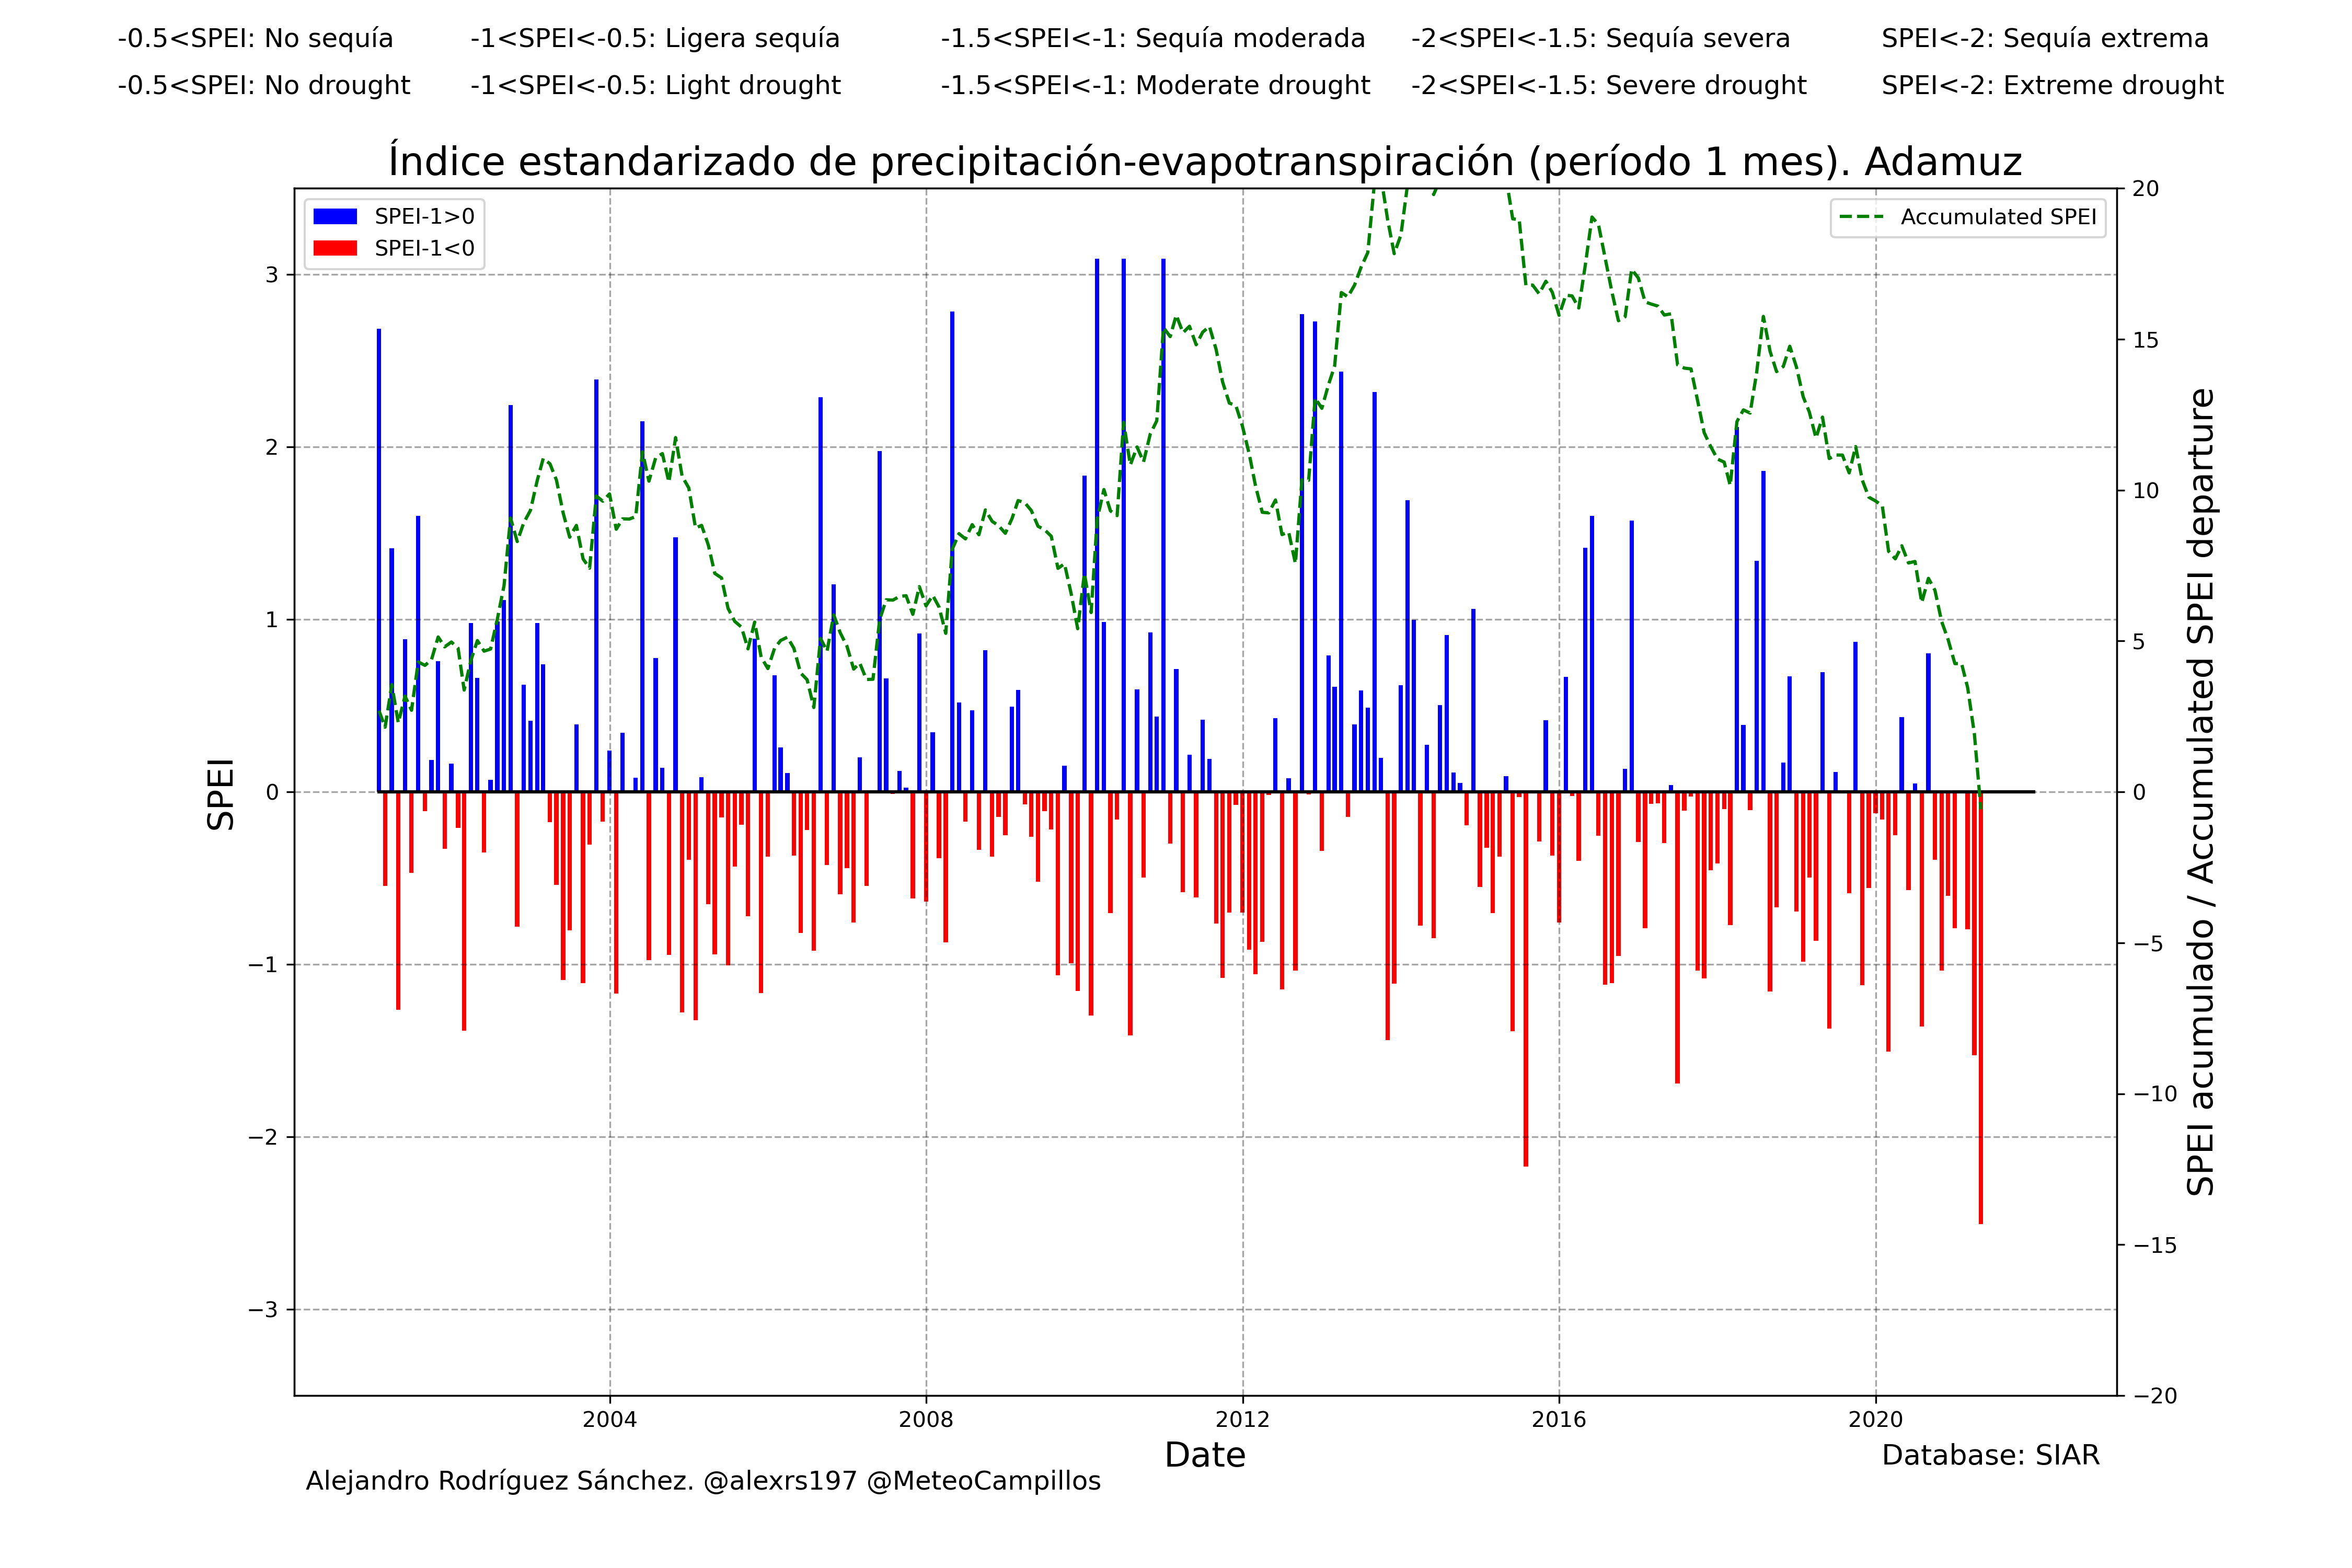 -0.5<SPEI: No sequía -1<SPEI<-0.5: Ligera sequía -1.5<SPEI<-1: Sequía moderada -2<SPEI<-1.5: Sequía severa SPEI<-2: Sequía extrema
-0.5<SPEI: No drought -1<SPEI<-0.5: Light drought -1.5<SPEI<-1: Moderate drought -2<SPEI<-1.5: Severe drought SPEI<-2: Extreme drought
Índice estandarizado de precipitación-evapotranspiración (período 1 mes). Adamuz
SPEI-1>0
SPEI-1<0
Accumulated SPEI
SPEI
3
2
1
0
−1
−2
−3
20
15
10
5
0
−5
−10
−15
−20
SPEI acumulado / Accumulated SPEI departure
2004 2008 2012 2016 2020
Date
Database: SIAR
Alejandro Rodríguez Sánchez. @alexrs197 @MeteoCampillos